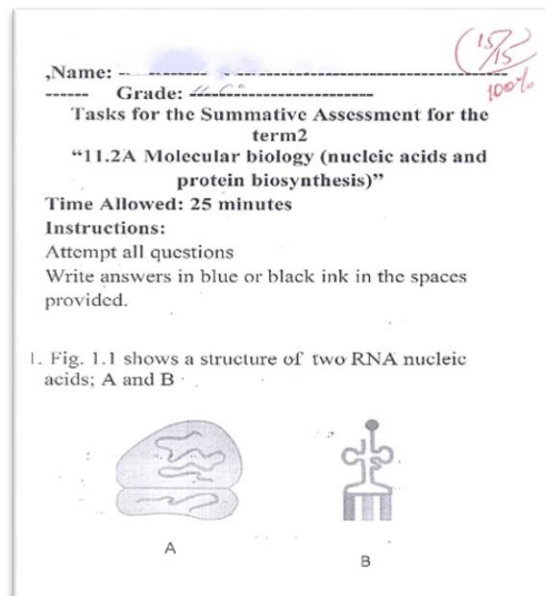 15/15
100%
,Name: -- -------- - -------------------------------
------ Grade: ------------------------
Tasks for the Summative Assessment for the
term2
“11.2A Molecular biology (nucleic acids and
protein biosynthesis)”
Time Allowed: 25 minutes
Instructions:
Attempt all questions
Write answers in blue or black ink in the spaces
provided.
1. Fig. 1.1 shows a structure of two RNA nucleic
acids; A and B
A
B